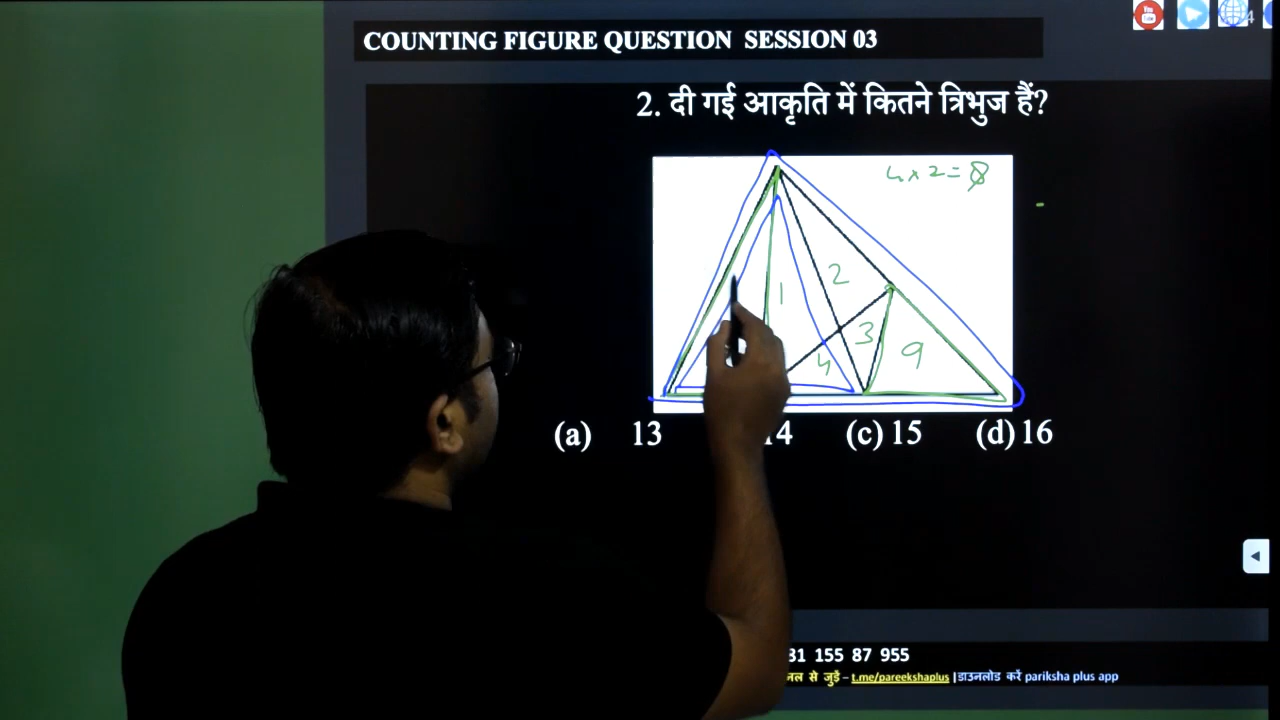 COUNTING FIGURE QUESTION SESSION 03
2. दी गई आकृति में कितने त्रिभुज हैं?
4 x 2 = 8
1 2 3 4 9
(a) 13 14 (c) 15 (d) 16
31 155 87 955
से जुड़ें – t.me/pareekshaplus | डाउनलोड करें pariksha plus app